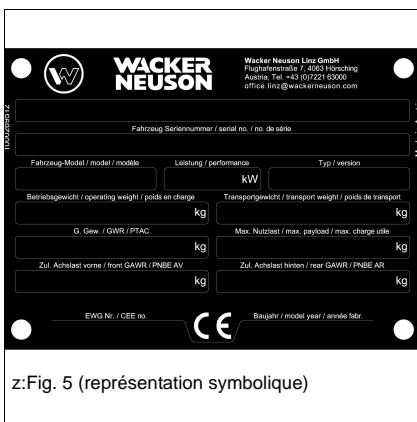 WACKER
NEUSON
Wacker Neuson Linz GmbH
Flughafenstraße 7, 4063 Hörsching
Austria, Tel. +43 (0)7221 63000
office.linz@wackerneuson.com
Fahrzeug Seriennummer / serial no. / no. de série
Fahrzeug-Model / model / modèle Leistung / performance Typ / version
kW
Betriebsgewicht / operating weight / poids en charge Transportgewicht / transport weight / poids de transport
kg kg
G. Gew. / GWR / PTAC Max. Nutzlast / max. payload / max. charge utile
kg kg
Zul. Achslast vorne / front GAWR / PNBE AV Zul. Achslast hinten / rear GAWR / PNBE AR
kg kg
EWG Nr. / CEE no. CE Baujahr / model year / année fabr.
z:Fig. 5 (représentation symbolique)